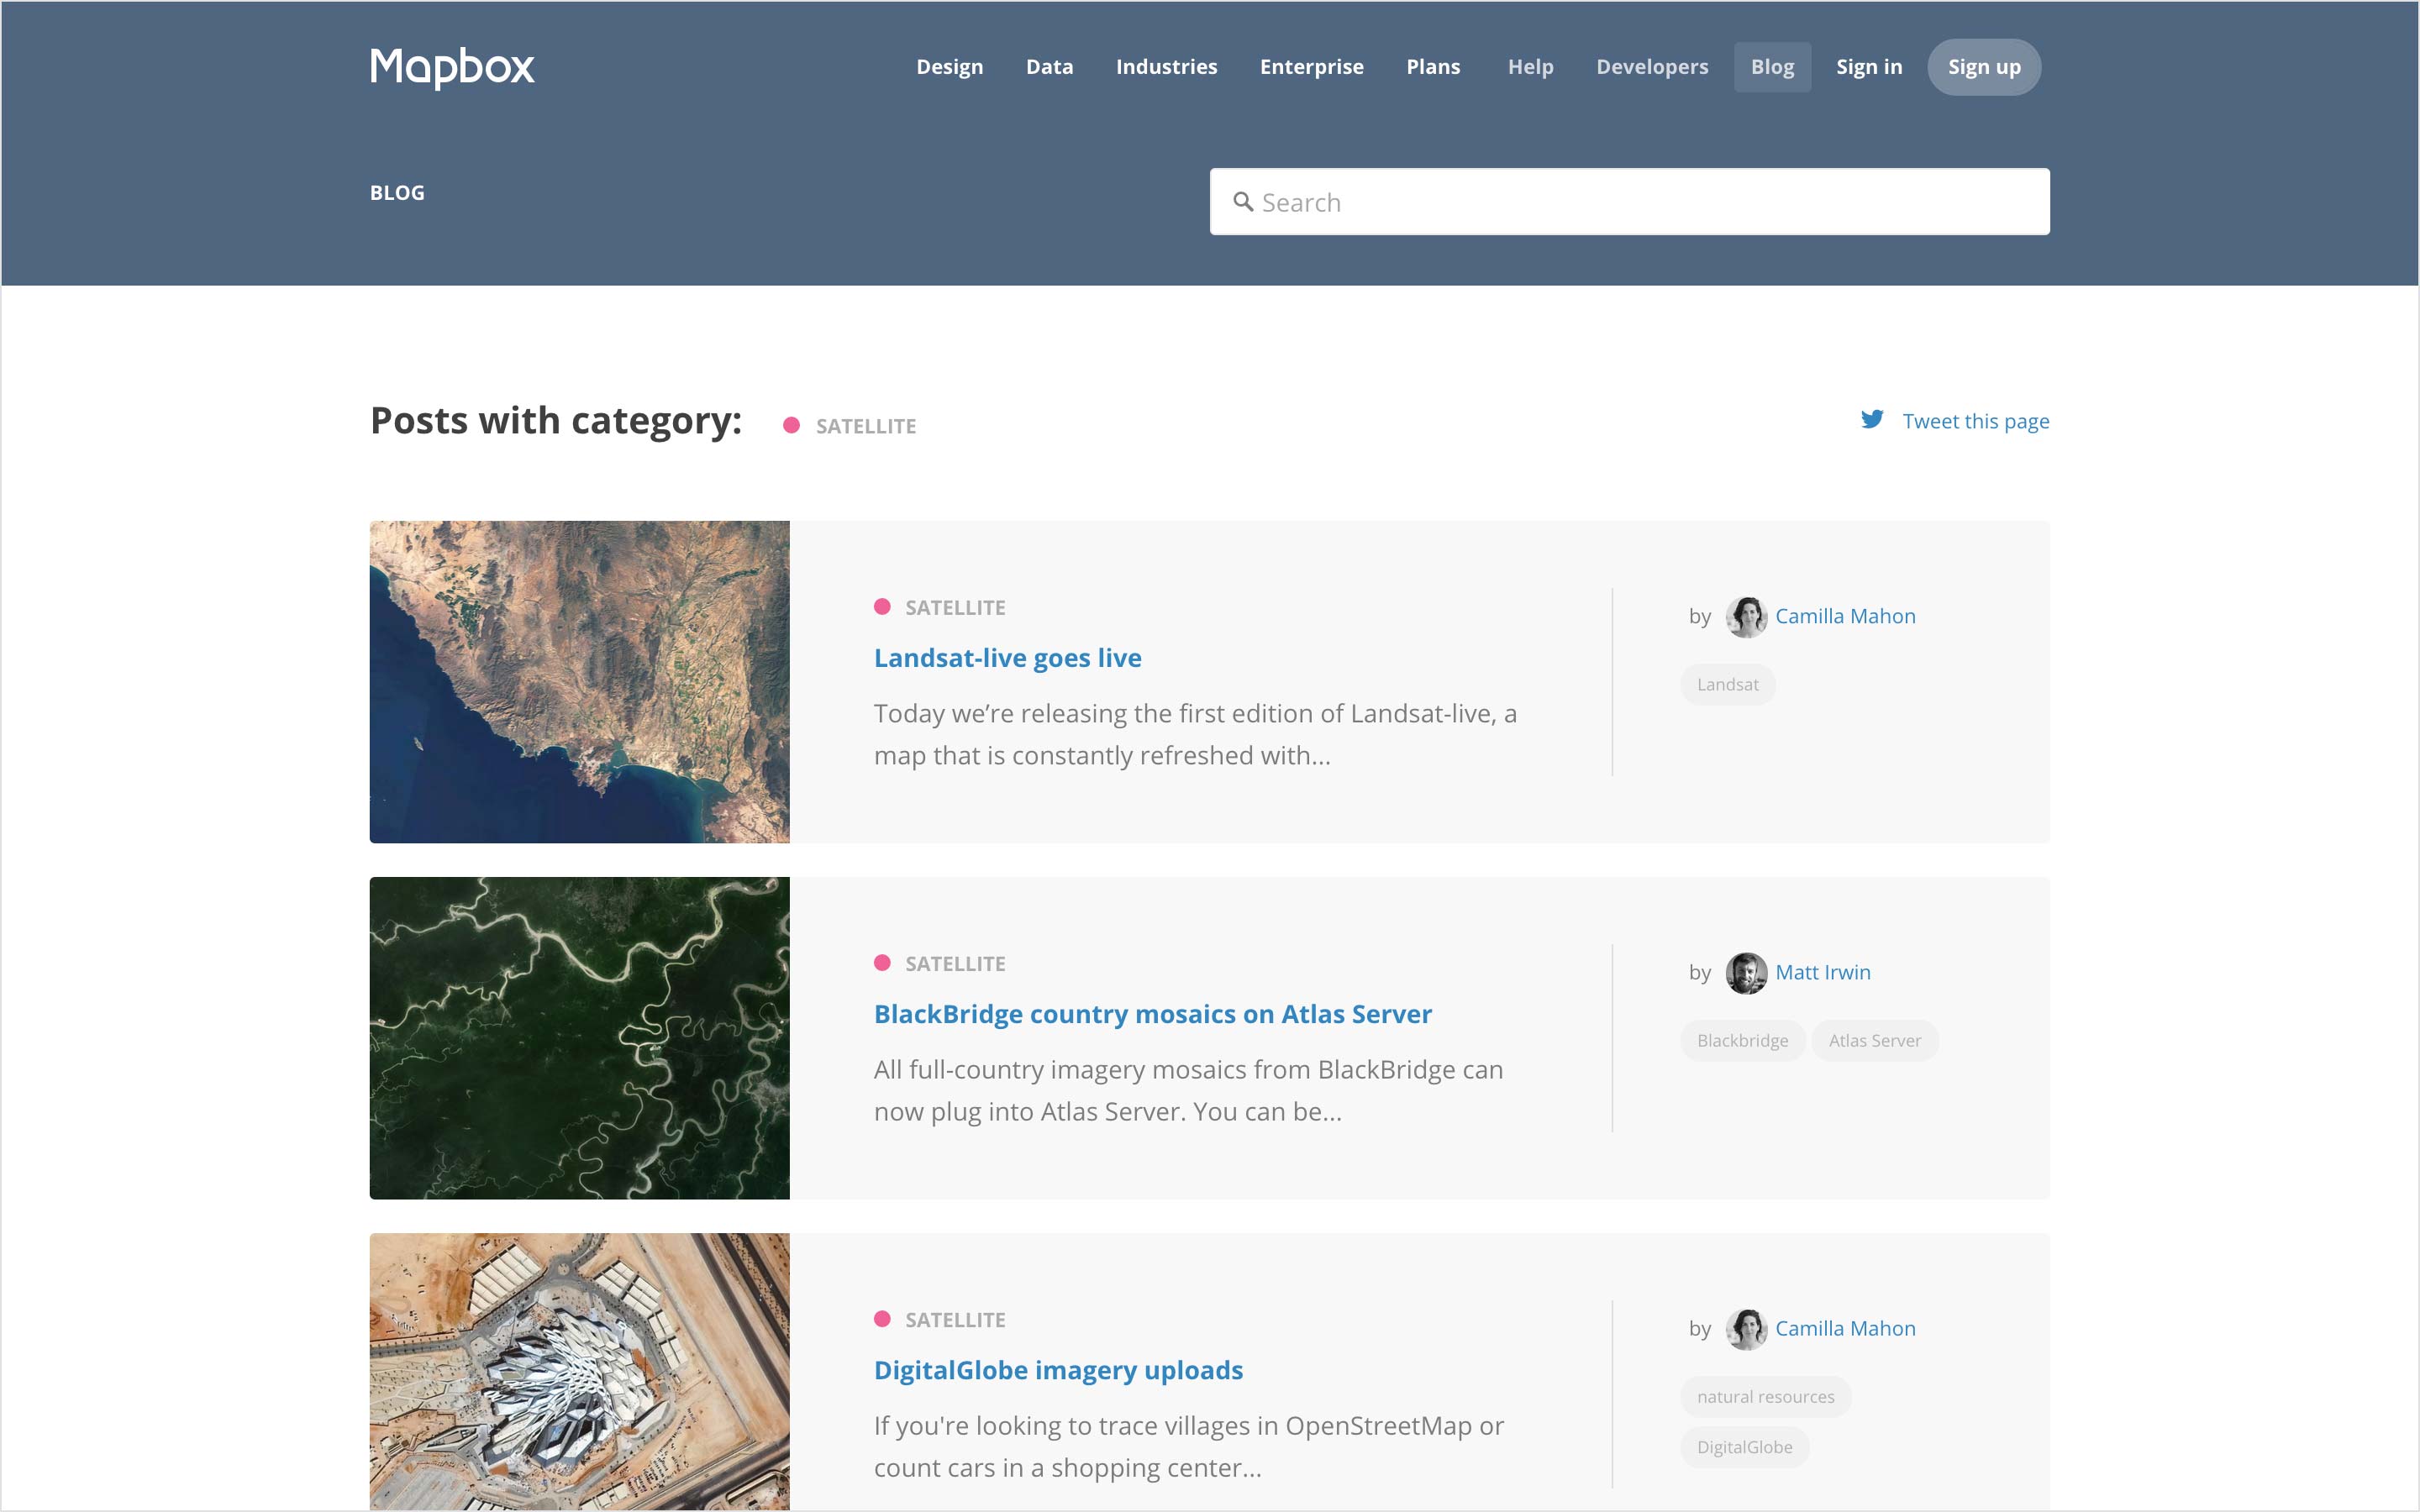 Mapbox
Design Data Industries Enterprise Plans Help Developers Blog Sign in Sign up
BLOG
Search
Posts with category: SATELLITE
Tweet this page
SATELLITE
Landsat-live goes live
Today we’re releasing the first edition of Landsat-live, a
map that is constantly refreshed with...
by Camilla Mahon
Landsat
SATELLITE
BlackBridge country mosaics on Atlas Server
All full-country imagery mosaics from BlackBridge can
now plug into Atlas Server. You can be...
by Matt Irwin
Blackbridge Atlas Server
SATELLITE
DigitalGlobe imagery uploads
If you're looking to trace villages in OpenStreetMap or
count cars in a shopping center...
by Camilla Mahon
natural resources
DigitalGlobe